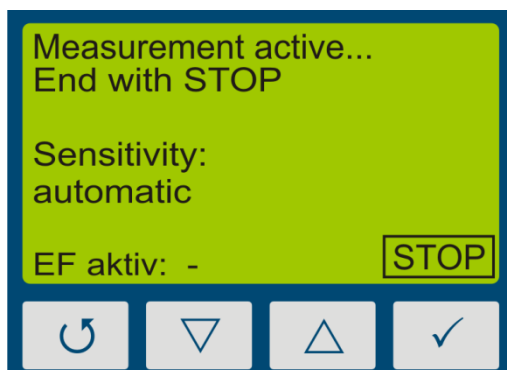 Measurement active...
End with STOP
Sensitivity:
automatic
EF aktiv: -
STOP